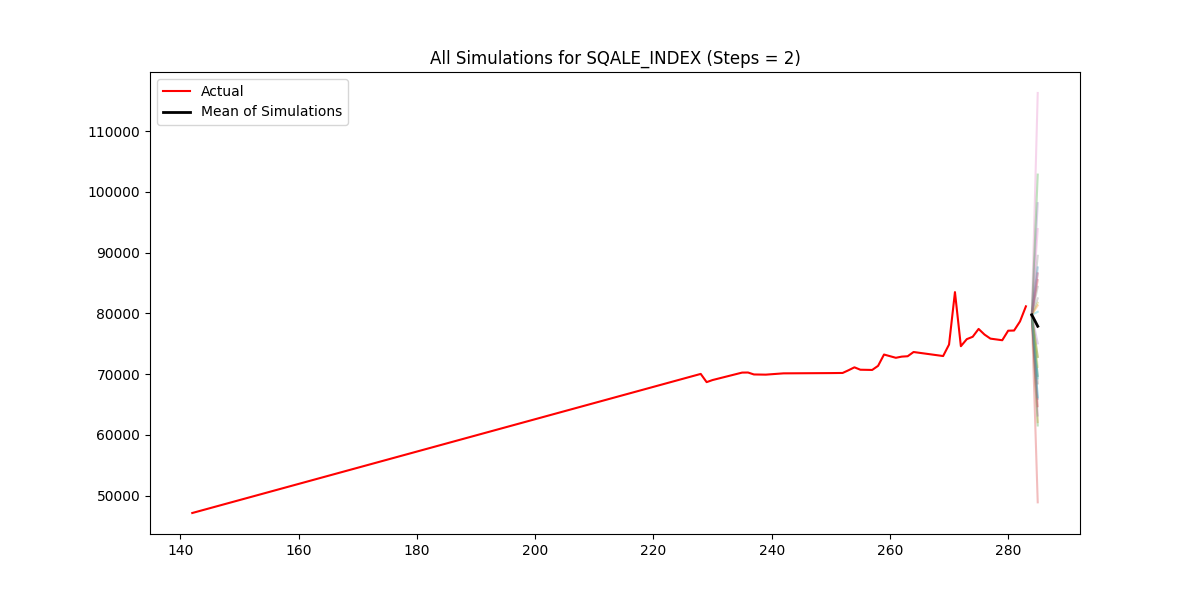 All Simulations for SQALE_INDEX (Steps = 2)
Actual
Mean of Simulations
110000
100000
90000
80000
70000
60000
50000
140 160 180 200 220 240 260 280